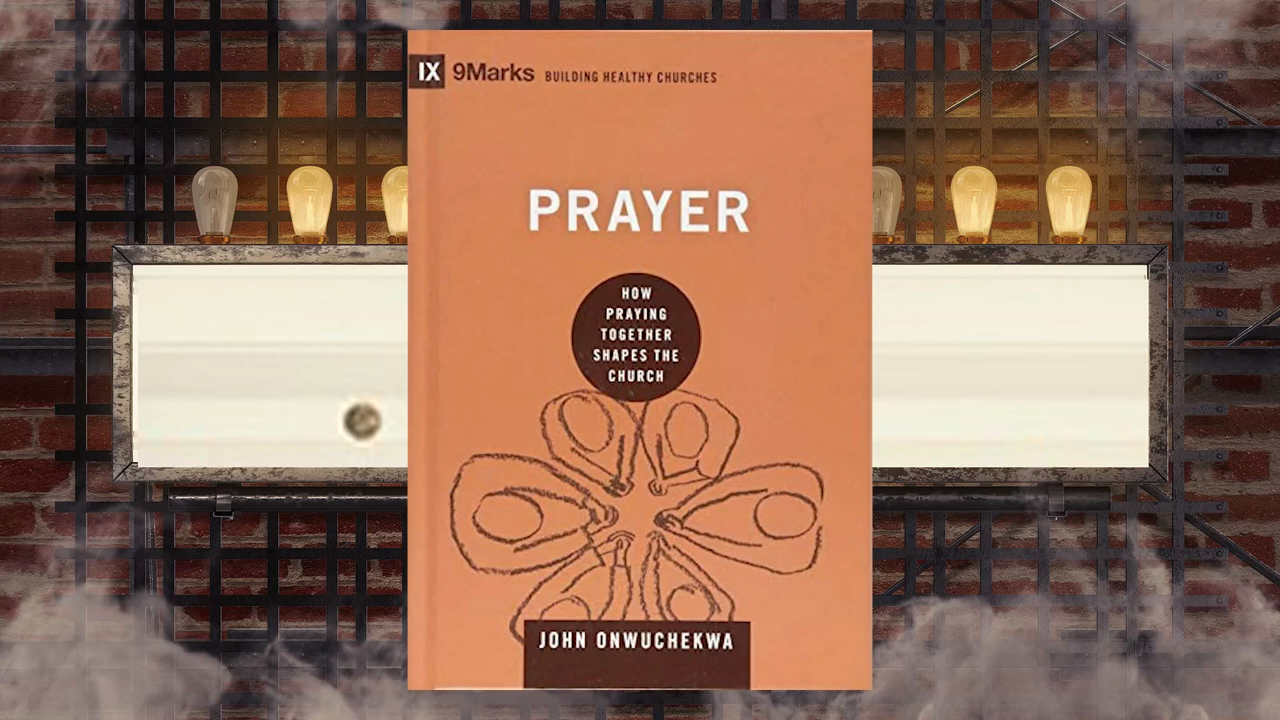 IX 9Marks BUILDING HEALTHY CHURCHES
PRAYER
HOW
PRAYING
TOGETHER
SHAPES THE
CHURCH
JOHN ONWUCHEKWA